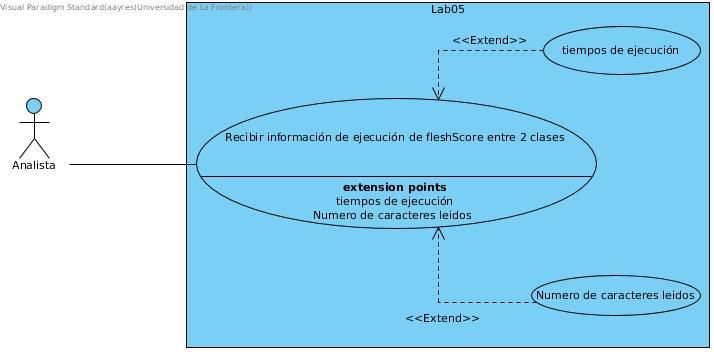 Visual Paradigm Standard(aayres(Universidad de La Frontera))
Lab05
<<Extend>>
tiempos de ejecución
Analista
Recibir información de ejecución de fleshScore entre 2 clases
extension points
tiempos de ejecución
Numero de caracteres leidos
Numero de caracteres leidos
<<Extend>>